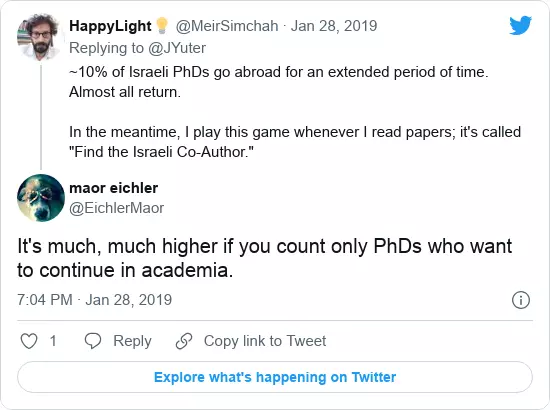 HappyLight💡 @MeirSimchah · Jan 28, 2019
Replying to @JYuter
~10% of Israeli PhDs go abroad for an extended period of time.
Almost all return.
In the meantime, I play this game whenever I read papers; it's called
"Find the Israeli Co-Author."
maor eichler
@EichlerMaor
It's much, much higher if you count only PhDs who want
to continue in academia.
7:04 PM · Jan 28, 2019
1 Reply Copy link to Tweet
Explore what's happening on Twitter